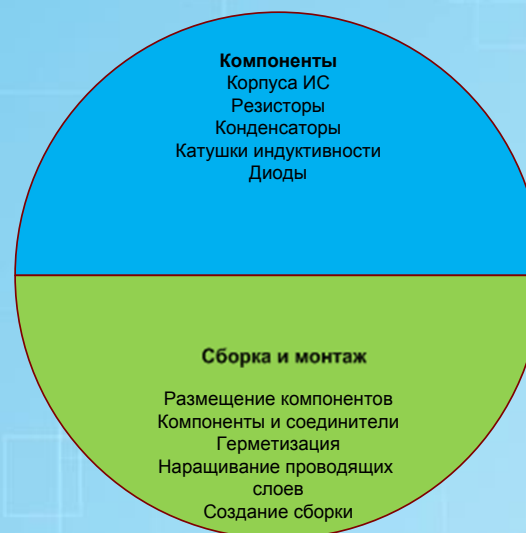 Компоненты
Корпуса ИС
Резисторы
Конденсаторы
Катушки индуктивности
Диоды
Сборка и монтаж
Размещение компонентов
Компоненты и соединители
Герметизация
Наращивание проводящих
слоев
Создание сборки